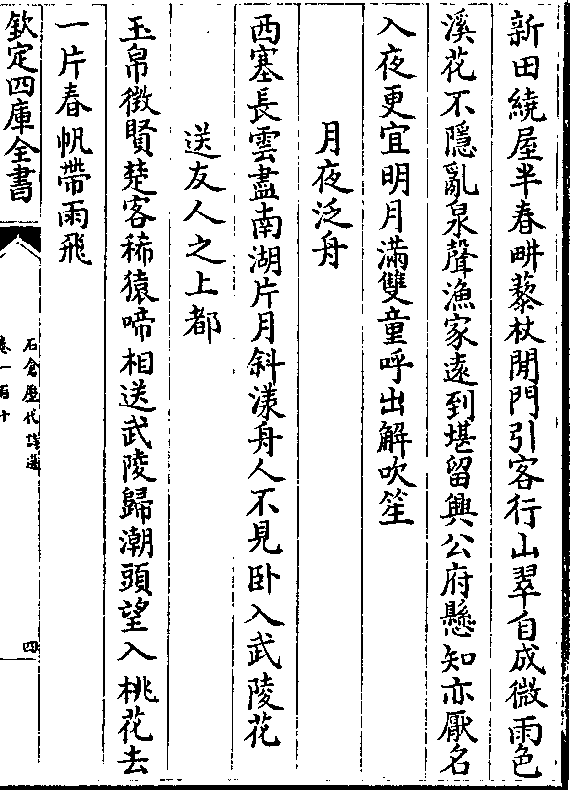 新田繞屋半春畊藜杖閒門引客行山翠自成微雨色
溪花不隱亂泉聲漁家遠到堪留興公府懸知亦厭名
入夜更宜明月滿雙童呼出解吹笙
月夜泛舟
西塞長雲盡南湖片月斜漾舟人不見卧入武陵花
送友人之上都
玉帛徵賢楚客稀猿啼相送武陵歸潮頭望入桃花去
一片春帆帶雨飛
欽定四庫全書
石倉歷代詩選
卷一百十
四